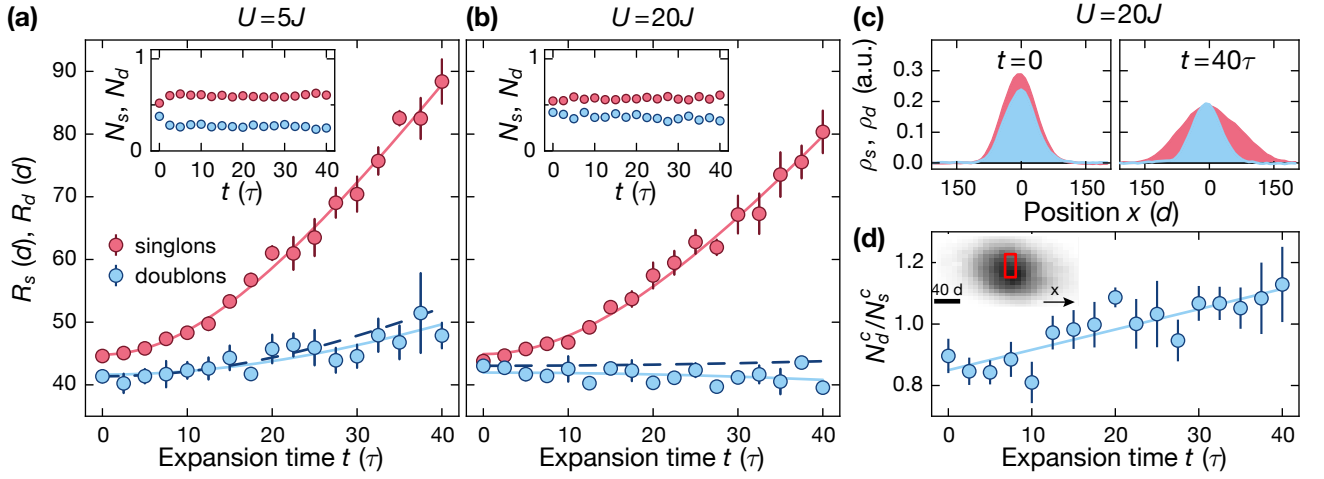 (a) U=5J
R_s (d), R_d (d)
90
80
70
60
50
40
0 10 20 30 40
Expansion time t (τ)
N_s, N_d
1
0
0 10 20 30 40
t (τ)
singlons
doublons
(b) U=20J
0 10 20 30 40
Expansion time t (τ)
N_s, N_d
1
0
0 10 20 30 40
t (τ)
(c) U=20J
ρ_s, ρ_d (a.u.)
0.3
0.2
0.1
0.0
t=0 t=40τ
150 0 150 150 0 150
Position x (d)
(d)
N_d^c/N_s^c
1.2
1.0
0.8
40 d
x
0 10 20 30 40
Expansion time t (τ)